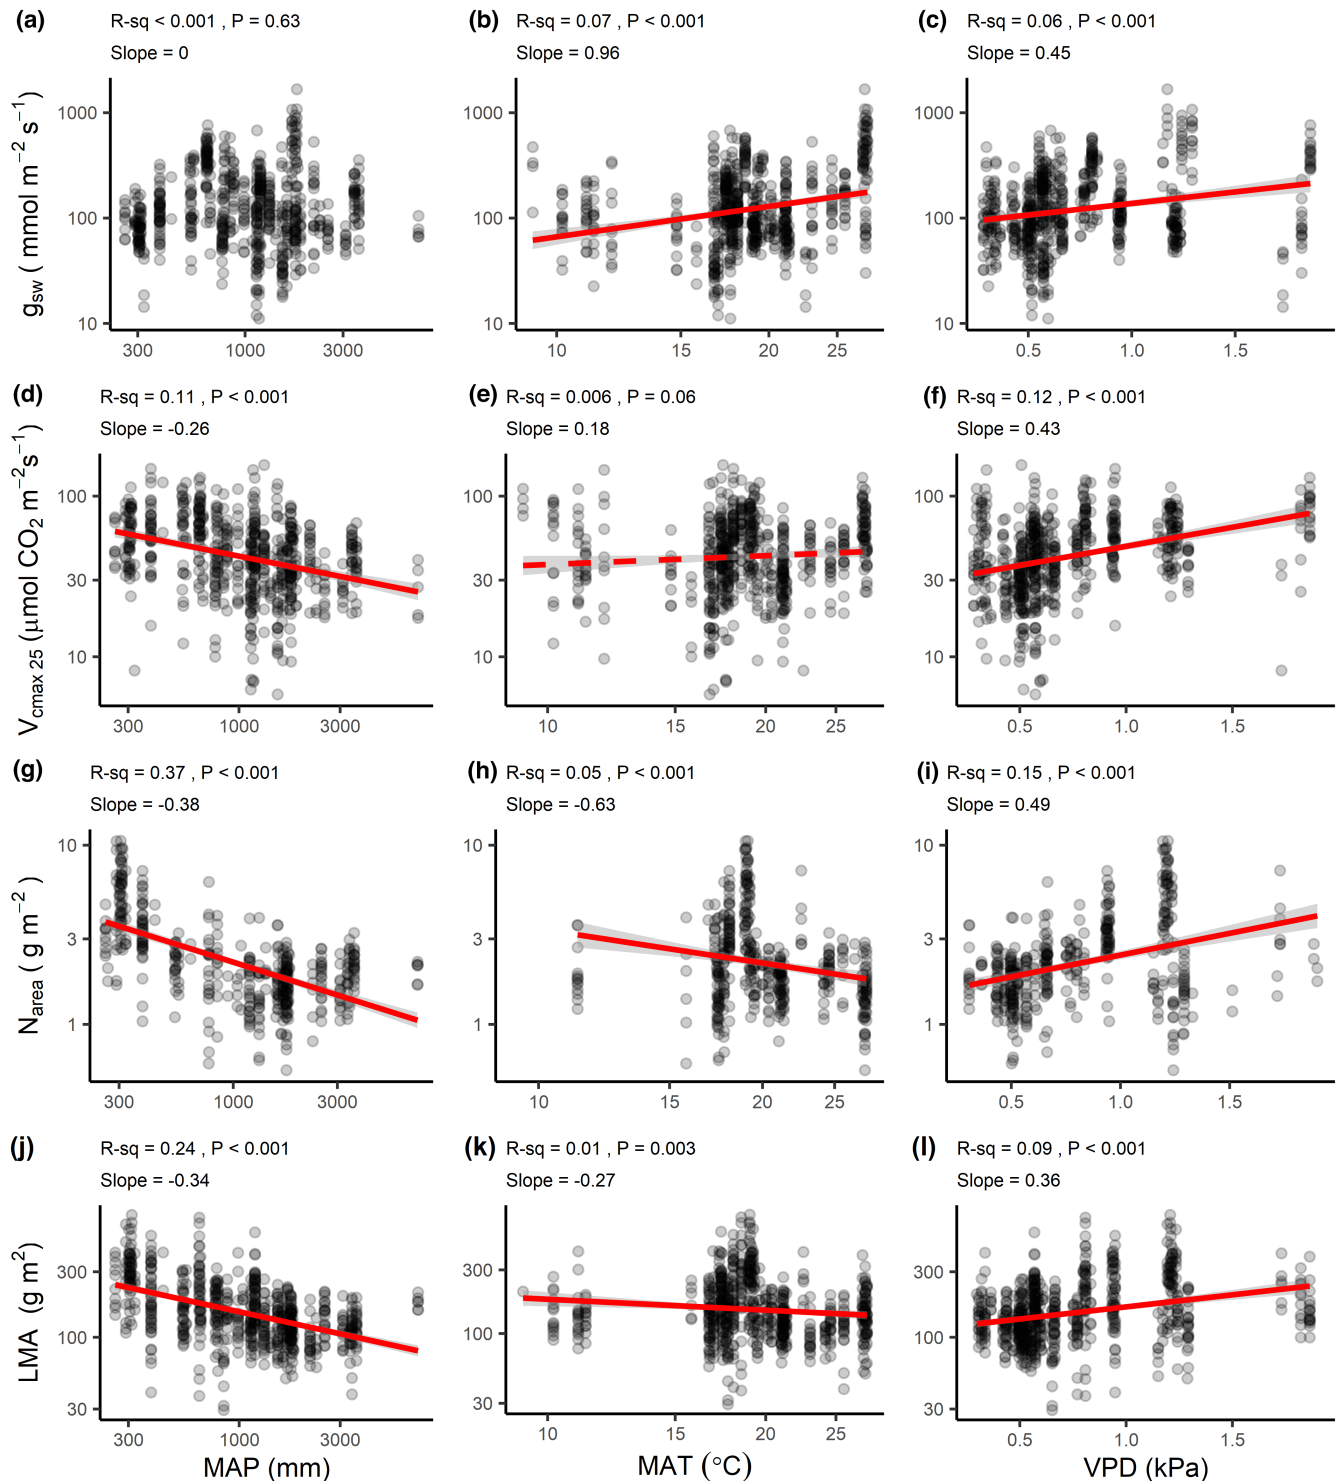 (a) R-sq < 0.001 , P = 0.63
Slope = 0
(b) R-sq = 0.07 , P < 0.001
Slope = 0.96
(c) R-sq = 0.06 , P < 0.001
Slope = 0.45
g_sw ( mmol m⁻² s⁻¹)
1000
100
10
300 1000 3000
1000
100
10
10 15 20 25
1000
100
10
0.5 1.0 1.5
(d) R-sq = 0.11 , P < 0.001
Slope = -0.26
(e) R-sq = 0.006 , P = 0.06
Slope = 0.18
(f) R-sq = 0.12 , P < 0.001
Slope = 0.43
V_cmax 25 (μmol CO₂ m⁻²s⁻¹)
100
30
10
300 1000 3000
100
30
10
10 15 20 25
100
30
10
0.5 1.0 1.5
(g) R-sq = 0.37 , P < 0.001
Slope = -0.38
(h) R-sq = 0.05 , P < 0.001
Slope = -0.63
(i) R-sq = 0.15 , P < 0.001
Slope = 0.49
N_area ( g m⁻²)
10
3
1
300 1000 3000
10
3
1
10 15 20 25
10
3
1
0.5 1.0 1.5
(j) R-sq = 0.24 , P < 0.001
Slope = -0.34
(k) R-sq = 0.01 , P = 0.003
Slope = -0.27
(l) R-sq = 0.09 , P < 0.001
Slope = 0.36
LMA (g m²)
300
100
30
300 1000 3000
MAP (mm)
300
100
30
10 15 20 25
MAT (°C)
300
100
30
0.5 1.0 1.5
VPD (kPa)